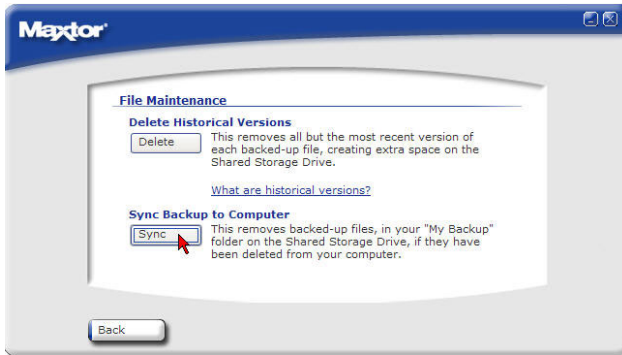 Maxtor
File Maintenance
Delete Historical Versions
Delete
This removes all but the most recent version of
each backed-up file, creating extra space on the
Shared Storage Drive.
What are historical versions?
Sync Backup to Computer
Sync
This removes backed-up files, in your "My Backup"
folder on the Shared Storage Drive, if they have
been deleted from your computer.
Back